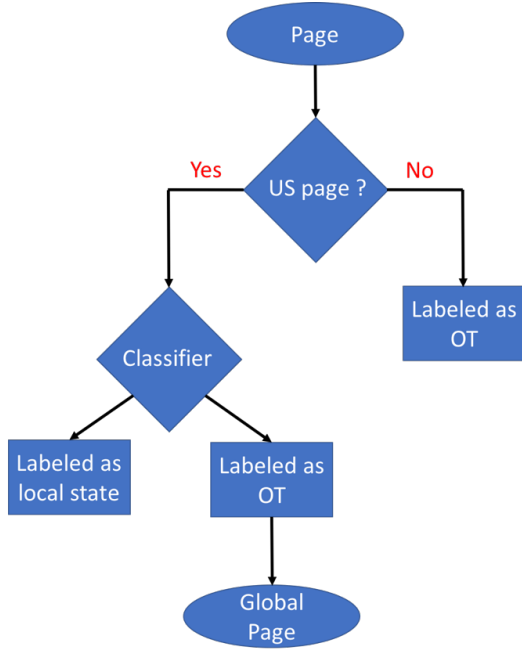 Page
Yes
US page ?
No
Labeled as
OT
Classifier
Labeled as
local state
Labeled as
OT
Global
Page